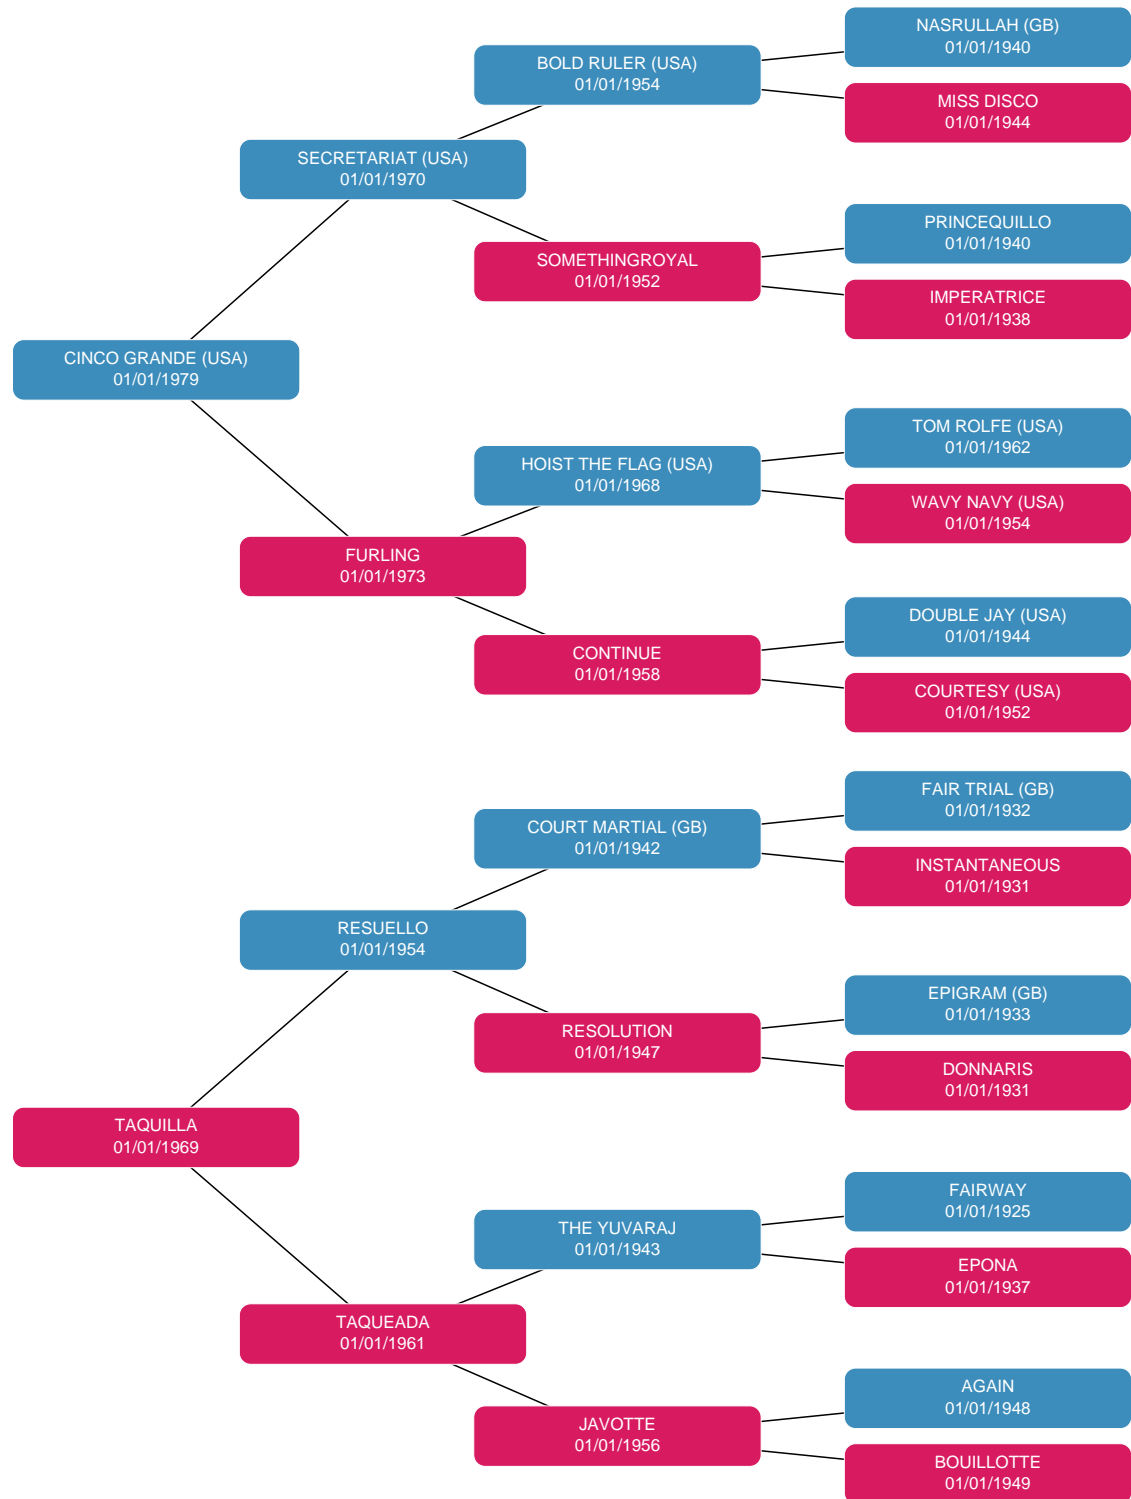 NASRULLAH (GB)
01/01/1940
BOLD RULER (USA)
01/01/1954
MISS DISCO
01/01/1944
SECRETARIAT (USA)
01/01/1970
PRINCEQUILLO
01/01/1940
SOMETHINGROYAL
01/01/1952
IMPERATRICE
01/01/1938
CINCO GRANDE (USA)
01/01/1979
TOM ROLFE (USA)
01/01/1962
HOIST THE FLAG (USA)
01/01/1968
WAVY NAVY (USA)
01/01/1954
FURLING
01/01/1973
DOUBLE JAY (USA)
01/01/1944
CONTINUE
01/01/1958
COURTESY (USA)
01/01/1952
FAIR TRIAL (GB)
01/01/1932
COURT MARTIAL (GB)
01/01/1942
INSTANTANEOUS
01/01/1931
RESUELLO
01/01/1954
EPIGRAM (GB)
01/01/1933
RESOLUTION
01/01/1947
DONNARIS
01/01/1931
TAQUILLA
01/01/1969
FAIRWAY
01/01/1925
THE YUVARAJ
01/01/1943
EPONA
01/01/1937
TAQUEADA
01/01/1961
AGAIN
01/01/1948
JAVOTTE
01/01/1956
BOUILLOTTE
01/01/1949